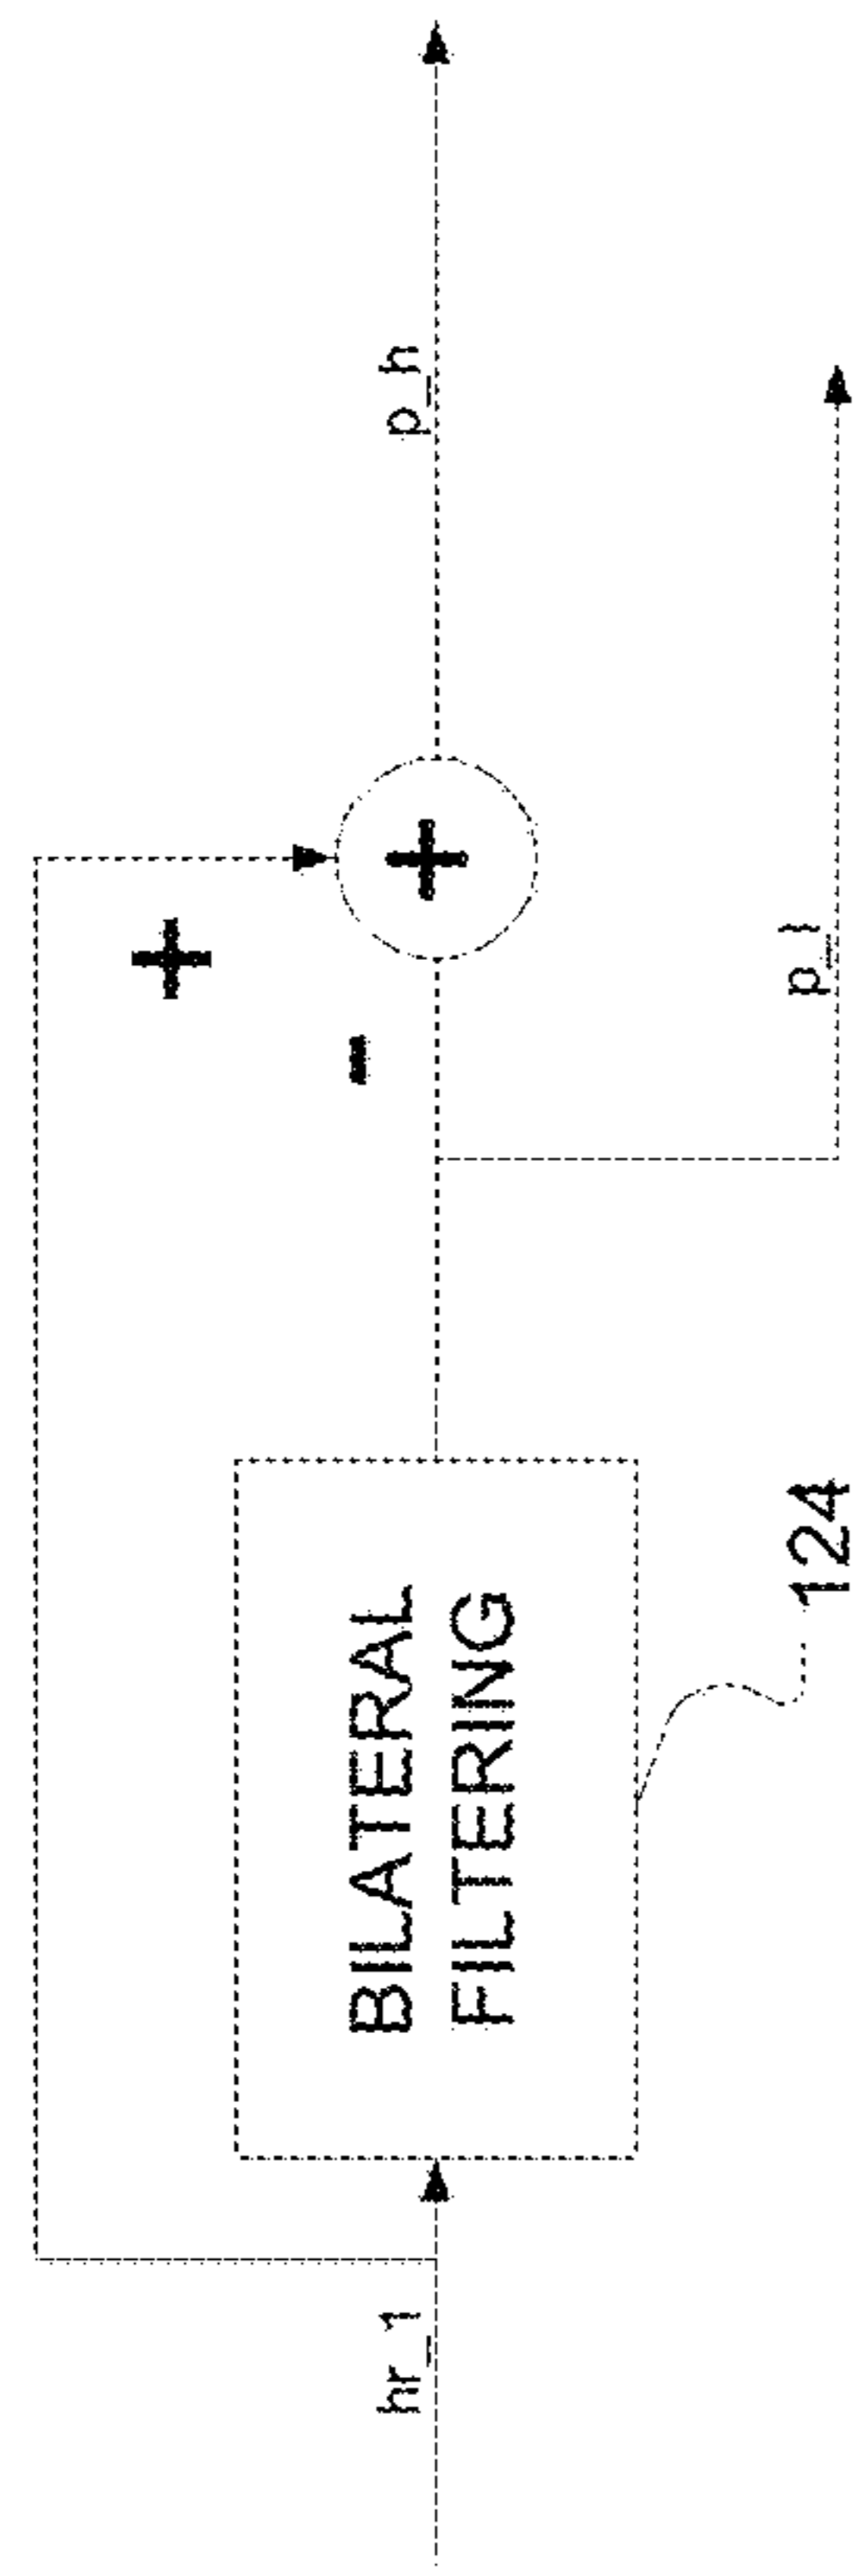 hr_1
BILATERAL
FILTERING
124
+
-
+
p_h
p_l